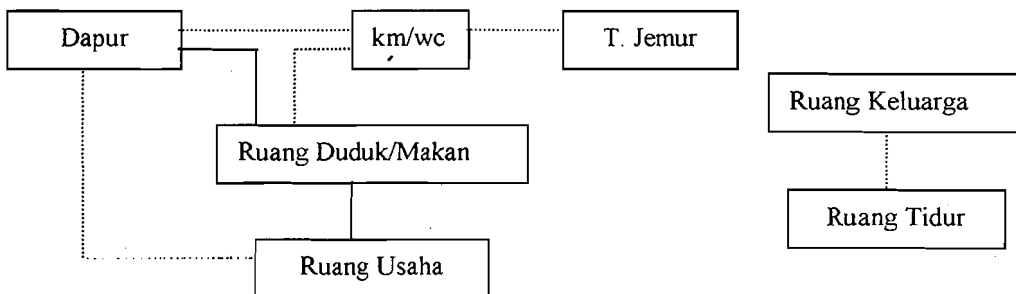 Dapur
km/wc
T. Jemur
Ruang Keluarga
Ruang Duduk/Makan
Ruang Tidur
Ruang Usaha